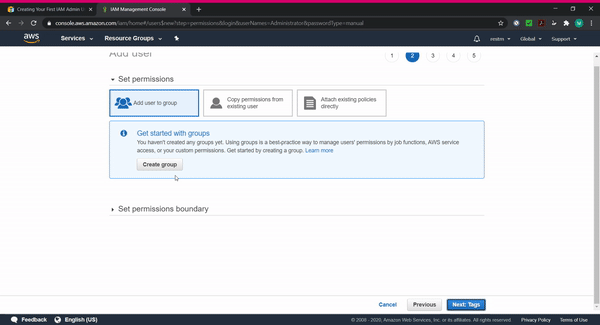 Creating Your First IAM Admin U
IAM Management Console
console.aws.amazon.com/iam/home#/users$new?step=permissions&login&userNames=Administrator&passwordType=manual
aws
Services
Resource Groups
Global
Support
Add user
1 2 3 4 5
Set permissions
Add user to group
Copy permissions from existing user
Attach existing policies directly
Get started with groups
You haven't created any groups yet. Using groups is a best-practice way to manage users' permissions by job functions, AWS service
access, or your custom permissions. Get started by creating a group. Learn more
Create group
Set permissions boundary
Cancel
Previous
Next: Tags
Feedback
English (US)
© 2008 - 2020, Amazon Web Services, Inc. or its affiliates. All rights reserved.
Privacy Policy
Terms of Use